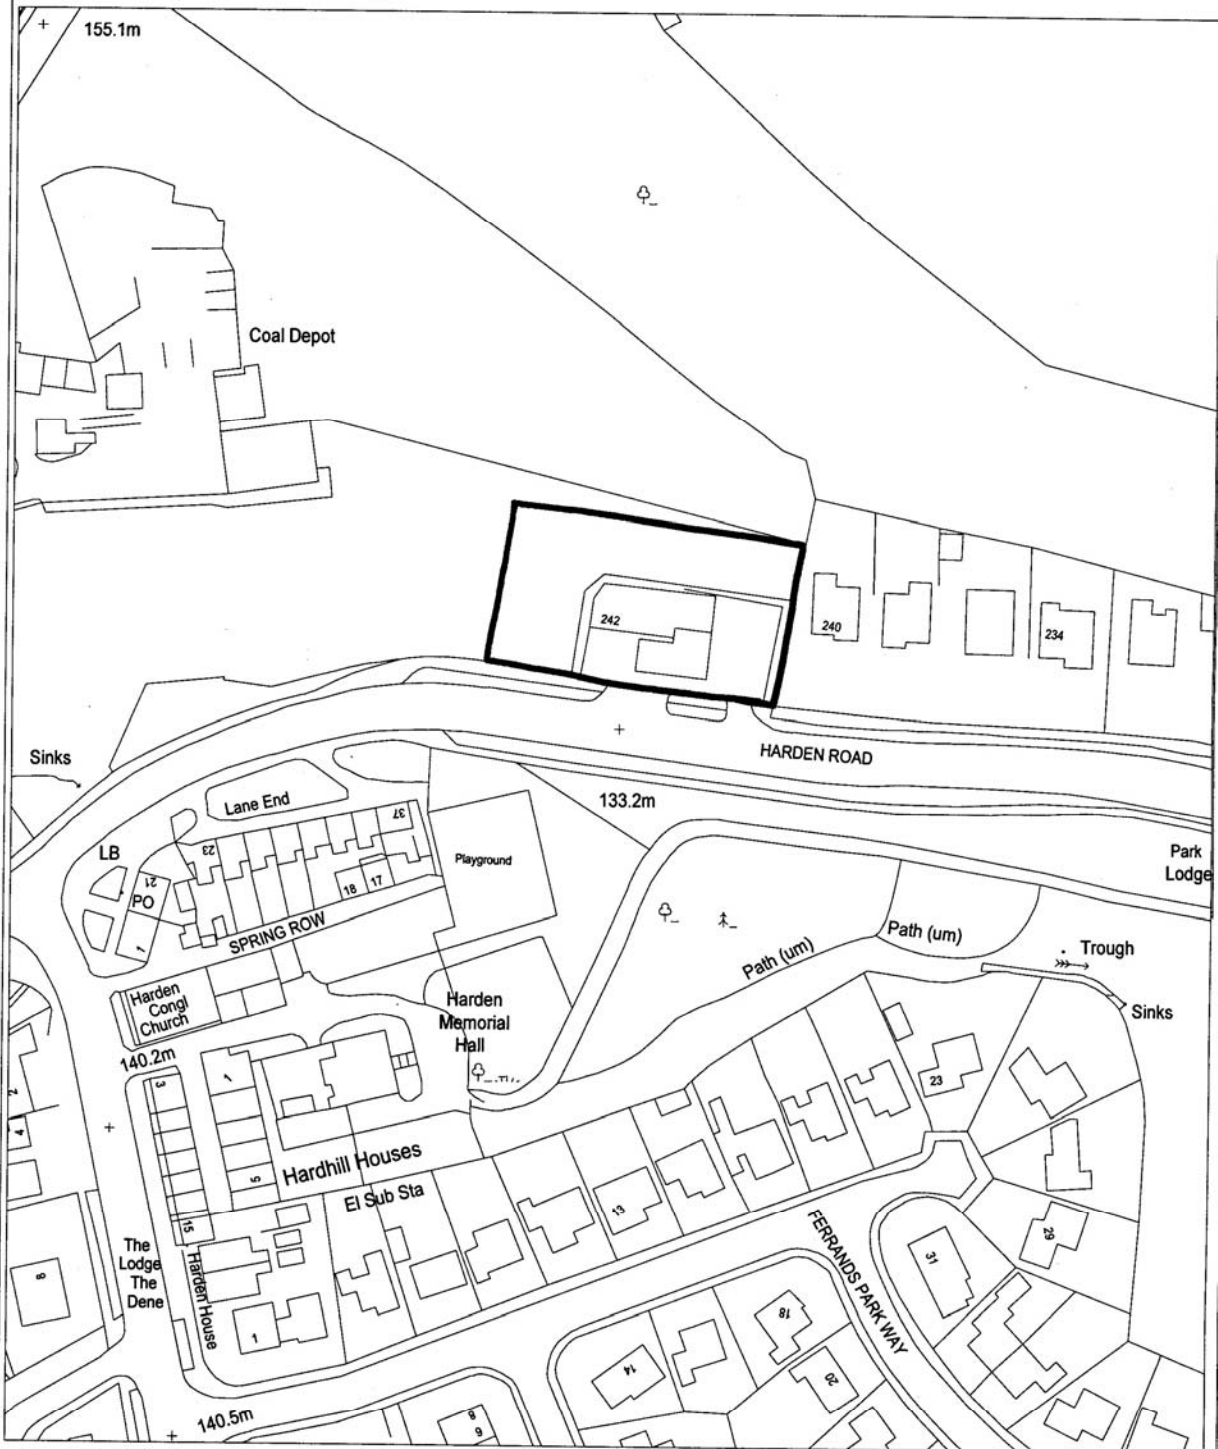 155.1m
Coal Depot
242
240
234
HARDEN ROAD
Sinks
Lane End
133.2m
37
23
LB
Playground
Park
Lodge
21
PO
18
17
1
SPRING ROW
Path (um)
Path (um)
Trough
Harden
Congl
Church
Harden
Memorial
Hall
Sinks
140.2m
3
1
2
4
23
Hardhill Houses
5
El Sub Sta
13
15
The
Lodge
The
Dene
Harden House
8
1
FERRANDS PARK WAY
31
29
18
14
20
140.5m
8
6